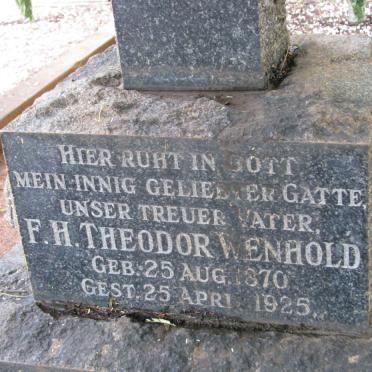 HIER RUHT IN GOTT
MEIN INNIG GELIEBTER GATTE,
UNSER TREUER VATER,
F.H. THEODOR WENHOLD
GEB. 25 AUG. 1870
GEST. 25 APRIL 1925.